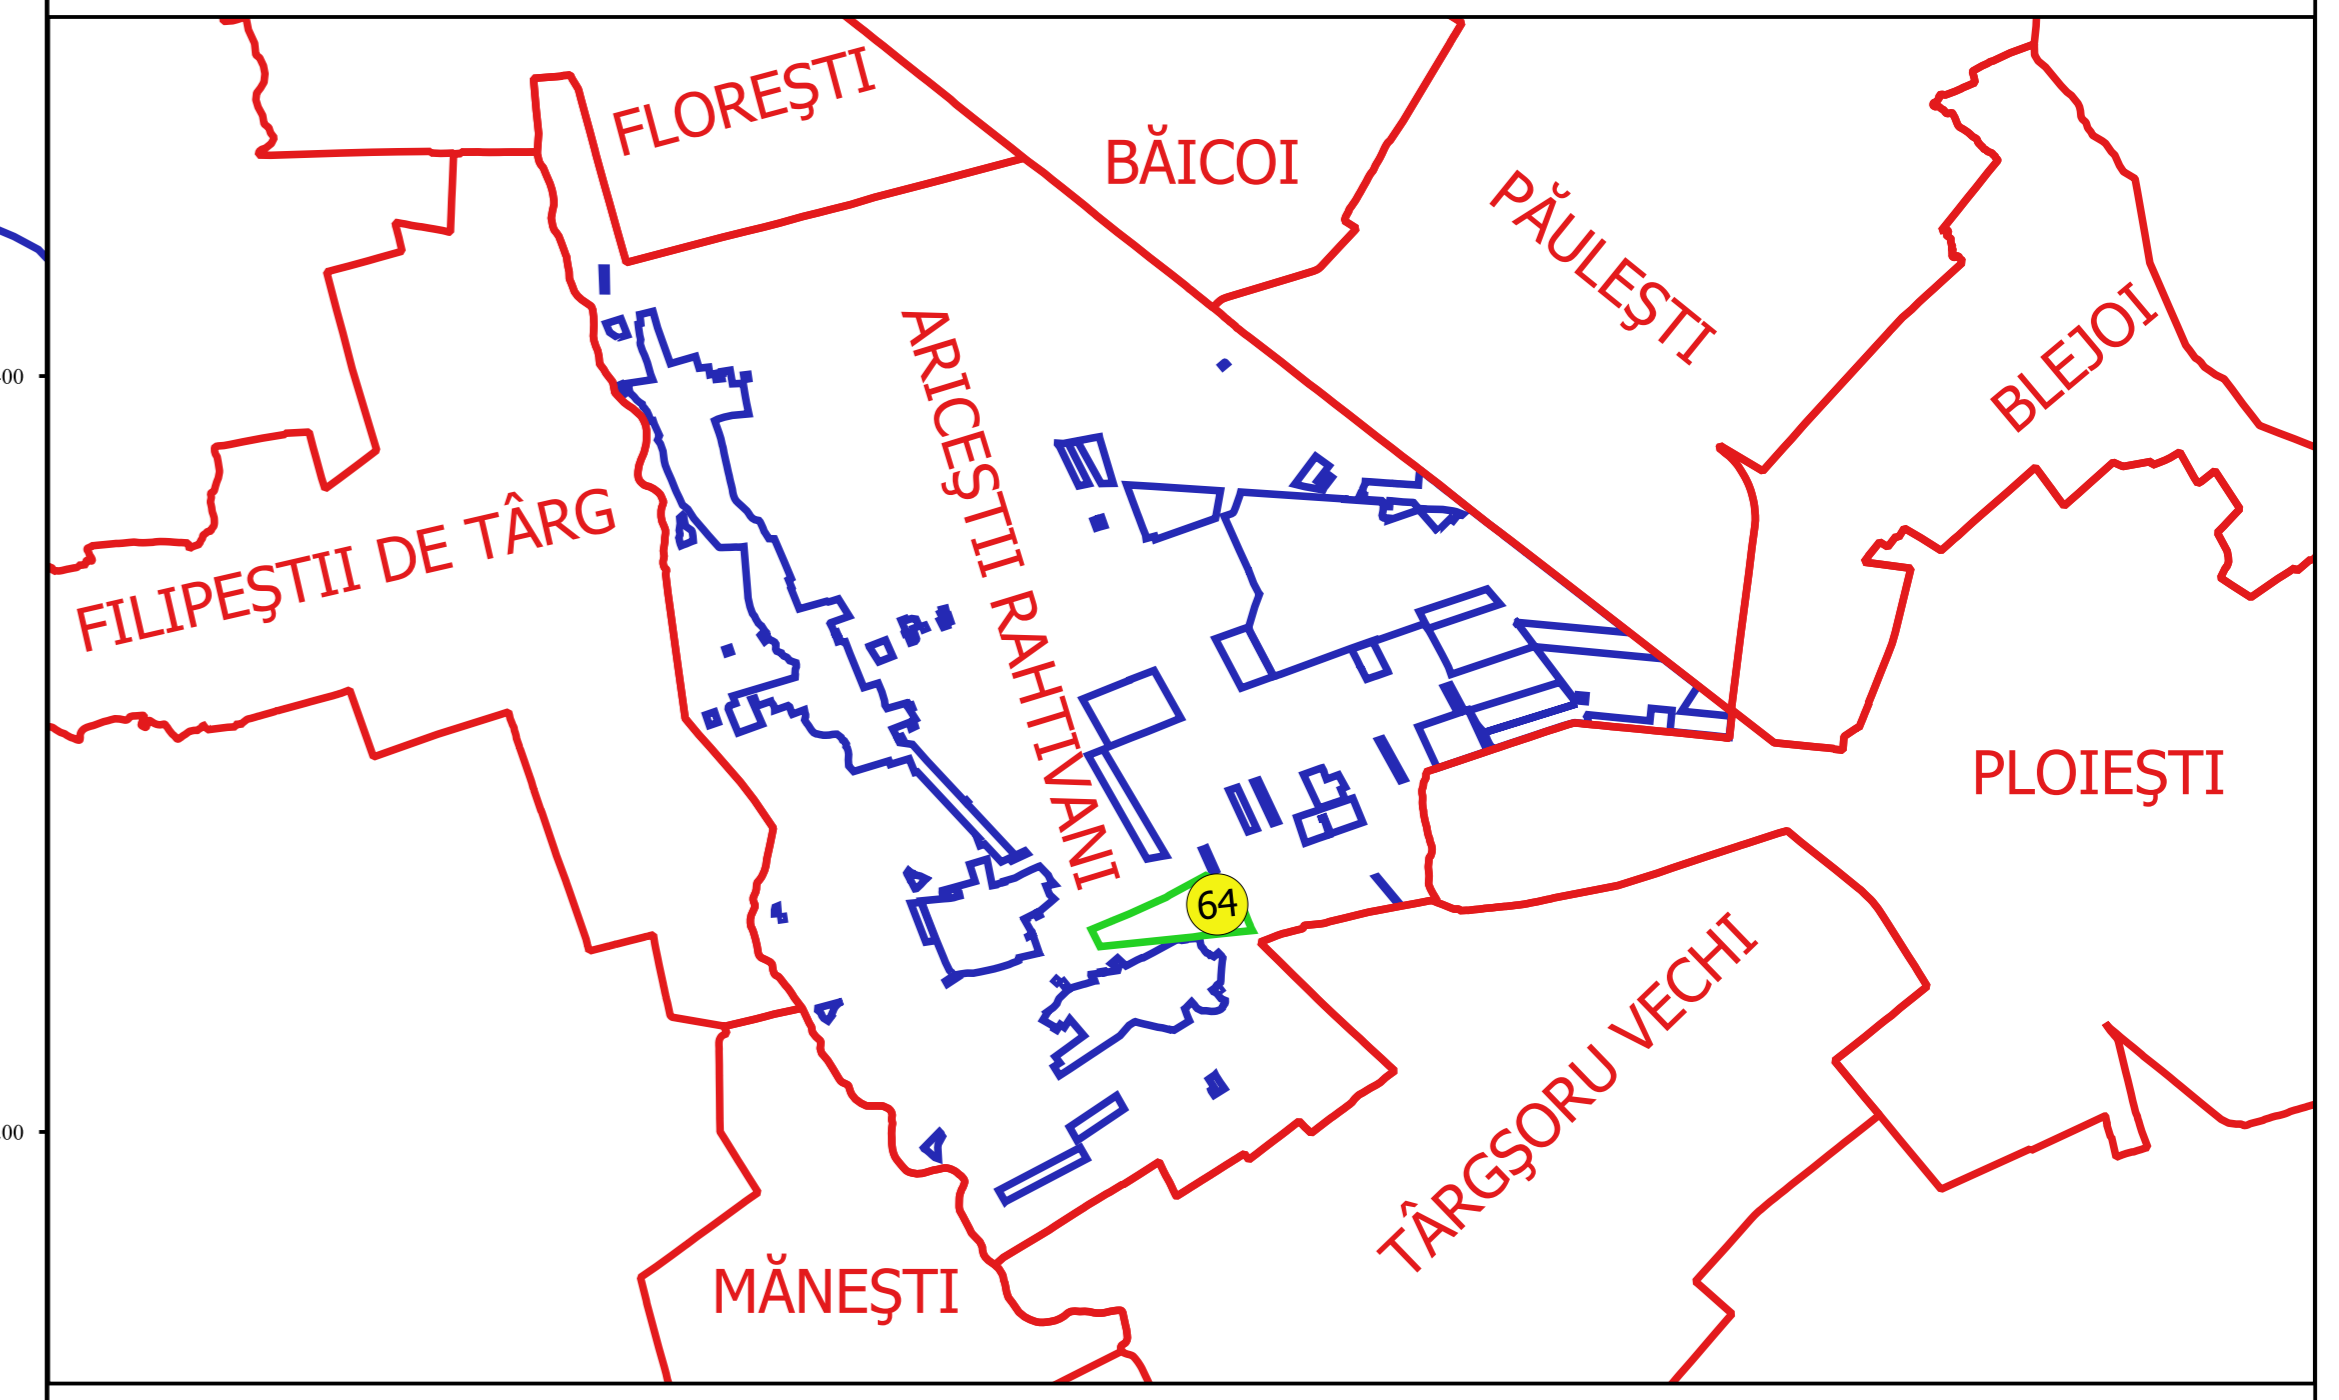 FLOREŞTI
BĂICOI
PĂULEŞTI
BLEJOI
ARICEŞTII RAHTIVANI
FILIPEŞTII DE TÂRG
PLOIEŞTI
64
TÂRGŞORU VECHI
MĂNEŞTI